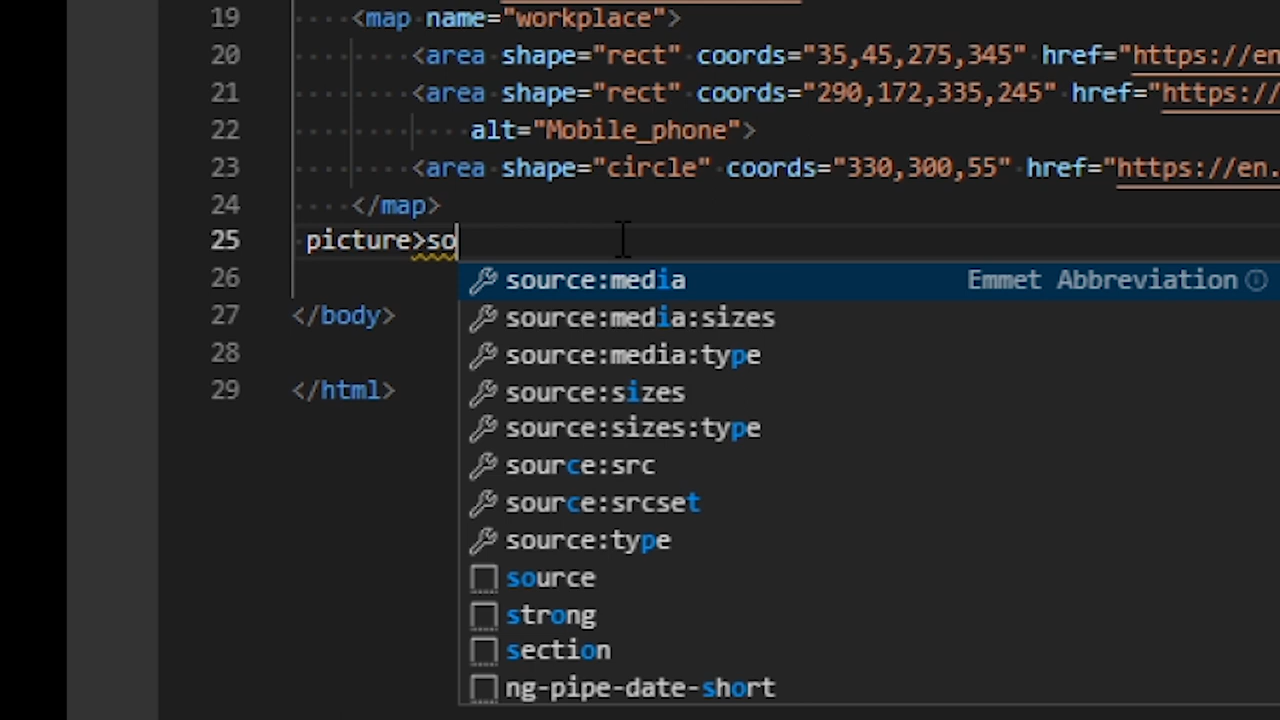 19 <map name="workplace">
20 <area shape="rect" coords="35,45,275,345" href="https://en
21 <area shape="rect" coords="290,172,335,245" href="https://
22 alt="Mobile_phone">
23 <area shape="circle" coords="330,300,55" href="https://en.
24 </map>
25 picture>so
26
source:media Emmet Abbreviation
27 </body>
source:media:sizes
28
source:media:type
29 </html>
source:sizes
source:sizes:type
source:src
source:srcset
source:type
source
strong
section
ng-pipe-date-short